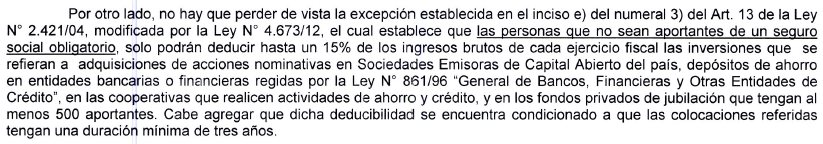 Por otro lado, no hay que perder de vista la excepción establecida en el inciso e) del numeral 3) del Art. 13 de la Ley
N° 2.421/04, modificada por la Ley N° 4.673/12, el cual establece que las personas que no sean aportantes de un seguro
social obligatorio, solo podrán deducir hasta un 15% de los ingresos brutos de cada ejercicio fiscal las inversiones que se
refieran a adquisiciones de acciones nominativas en Sociedades Emisoras de Capital Abierto del país, depósitos de ahorro
en entidades bancarias o financieras regidas por la Ley N° 861/96 "General de Bancos, Financieras y Otras Entidades de
Crédito", en las cooperativas que realicen actividades de ahorro y crédito, y en los fondos privados de jubilación que tengan al
menos 500 aportantes. Cabe agregar que dicha deducibilidad se encuentra condicionado a que las colocaciones referidas
tengan una duración mínima de tres años.